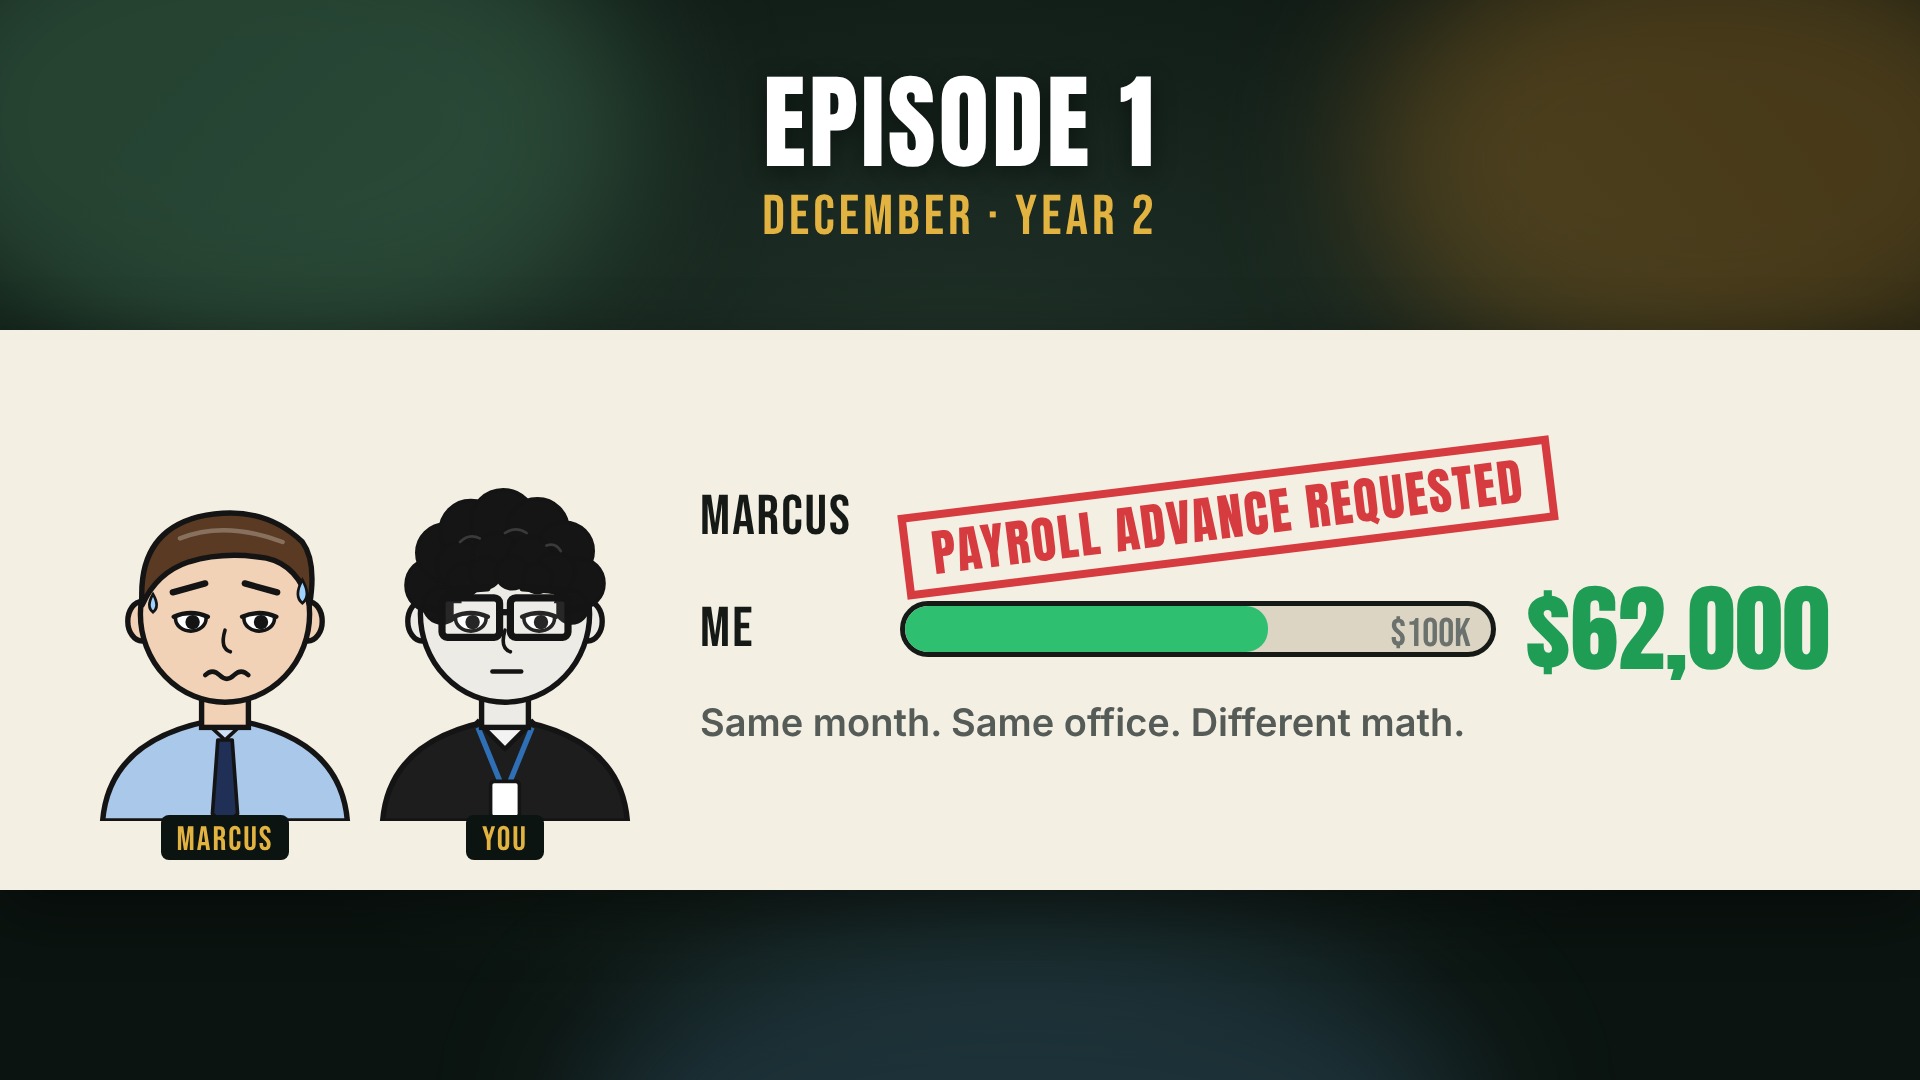 EPISODE 1
DECEMBER · YEAR 2
MARCUS
PAYROLL ADVANCE REQUESTED
ME
$100K
$62,000
Same month. Same office. Different math.
MARCUS
YOU